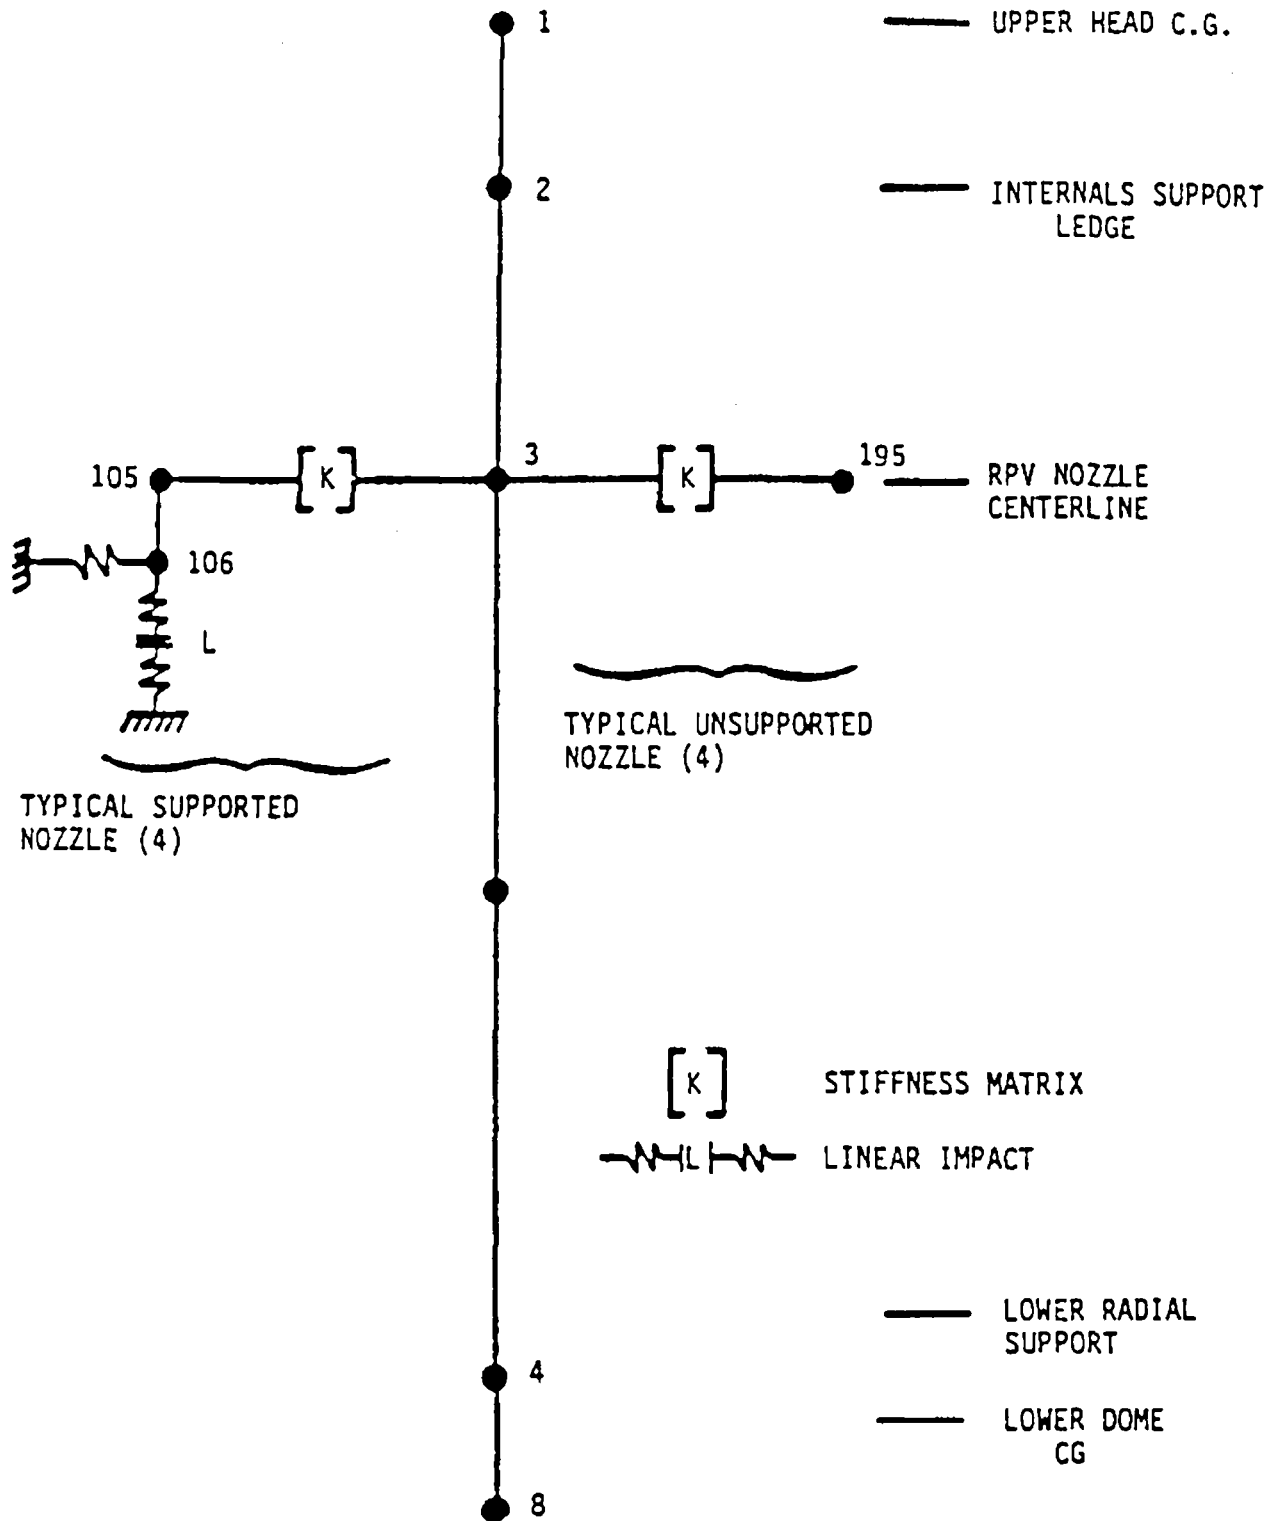 1
UPPER HEAD C.G.
2
INTERNALS SUPPORT
LEDGE
105
[K]
3
[K]
195
RPV NOZZLE
CENTERLINE
106
L
TYPICAL UNSUPPORTED
NOZZLE (4)
TYPICAL SUPPORTED
NOZZLE (4)
[K]
STIFFNESS MATRIX
L
LINEAR IMPACT
LOWER RADIAL
SUPPORT
4
LOWER DOME
CG
8